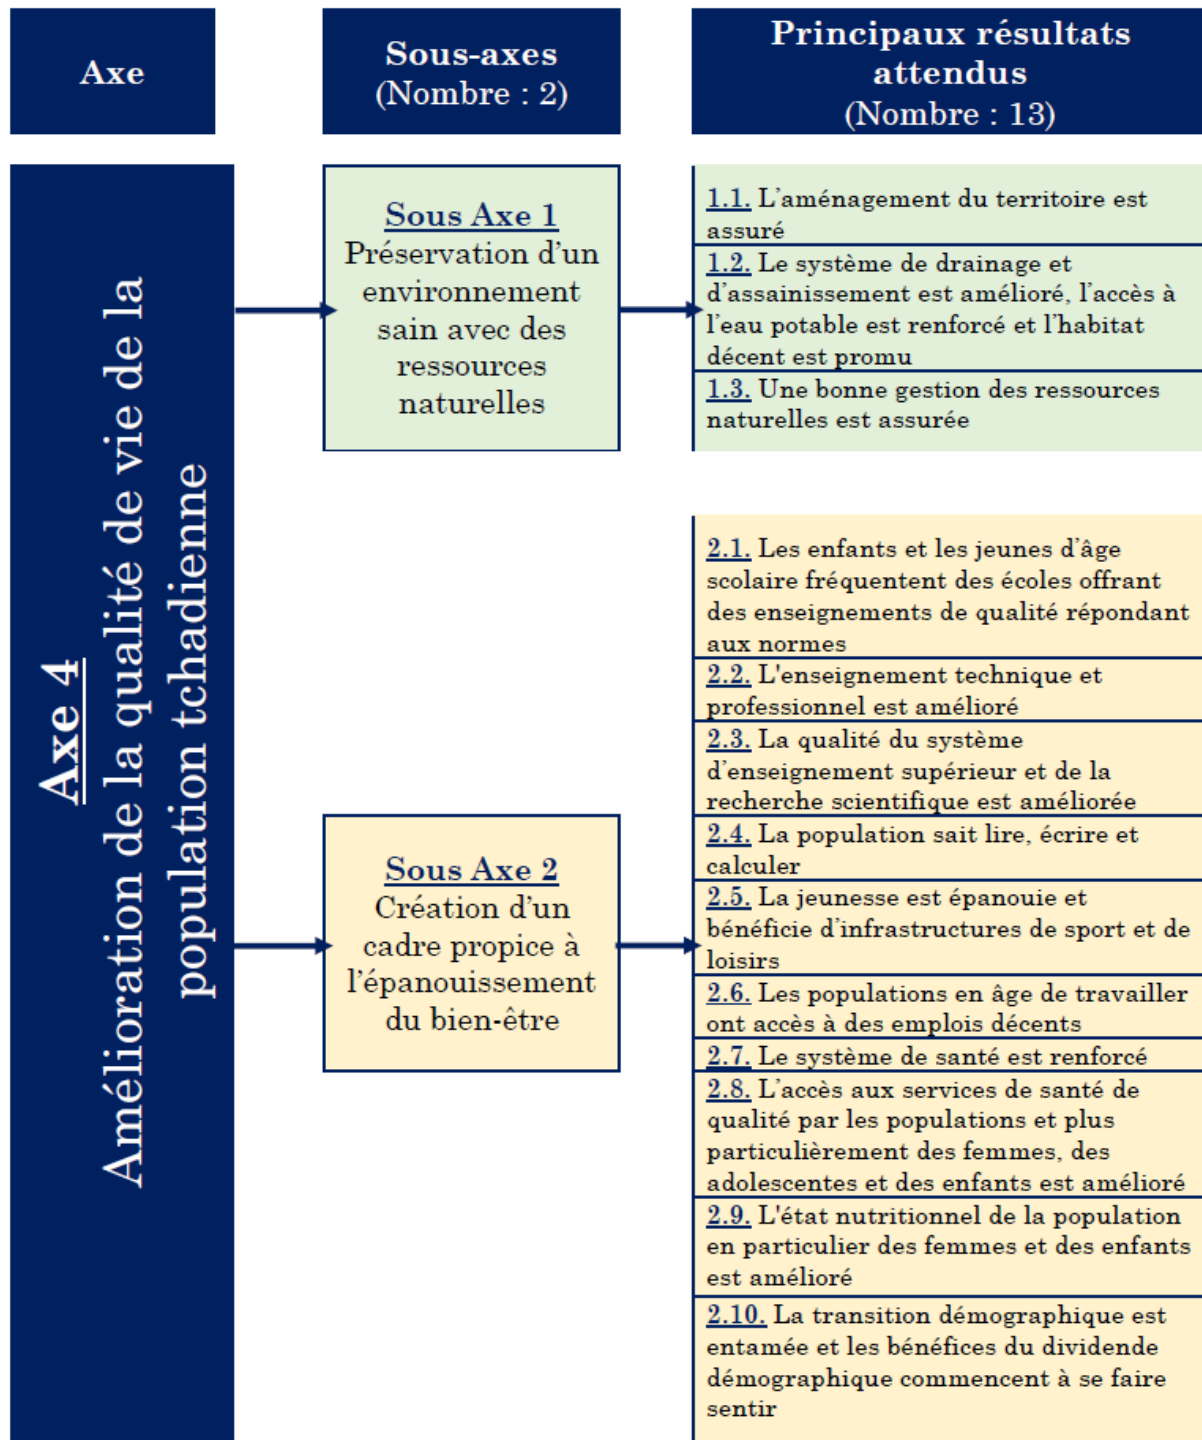 Axe
Sous-axes
(Nombre : 2)
Principaux résultats
attendus
(Nombre : 13)
Axe 4
Amélioration de la qualité de vie de la
population tchadienne
Sous Axe 1
Préservation d’un
environnement
sain avec des
ressources
naturelles
1.1. L’aménagement du territoire est
assuré
1.2. Le système de drainage et
d’assainissement est amélioré, l’accès à
l’eau potable est renforcé et l’habitat
décent est promu
1.3. Une bonne gestion des ressources
naturelles est assurée
Sous Axe 2
Création d’un
cadre propice à
l’épanouissement
du bien-être
2.1. Les enfants et les jeunes d’âge
scolaire fréquentent des écoles offrant
des enseignements de qualité répondant
aux normes
2.2. L'enseignement technique et
professionnel est amélioré
2.3. La qualité du système
d’enseignement supérieur et de la
recherche scientifique est améliorée
2.4. La population sait lire, écrire et
calculer
2.5. La jeunesse est épanouie et
bénéficie d’infrastructures de sport et de
loisirs
2.6. Les populations en âge de travailler
ont accès à des emplois décents
2.7. Le système de santé est renforcé
2.8. L’accès aux services de santé de
qualité par les populations et plus
particulièrement des femmes, des
adolescentes et des enfants est amélioré
2.9. L'état nutritionnel de la population
en particulier des femmes et des enfants
est amélioré
2.10. La transition démographique est
entamée et les bénéfices du dividende
démographique commencent à se faire
sentir